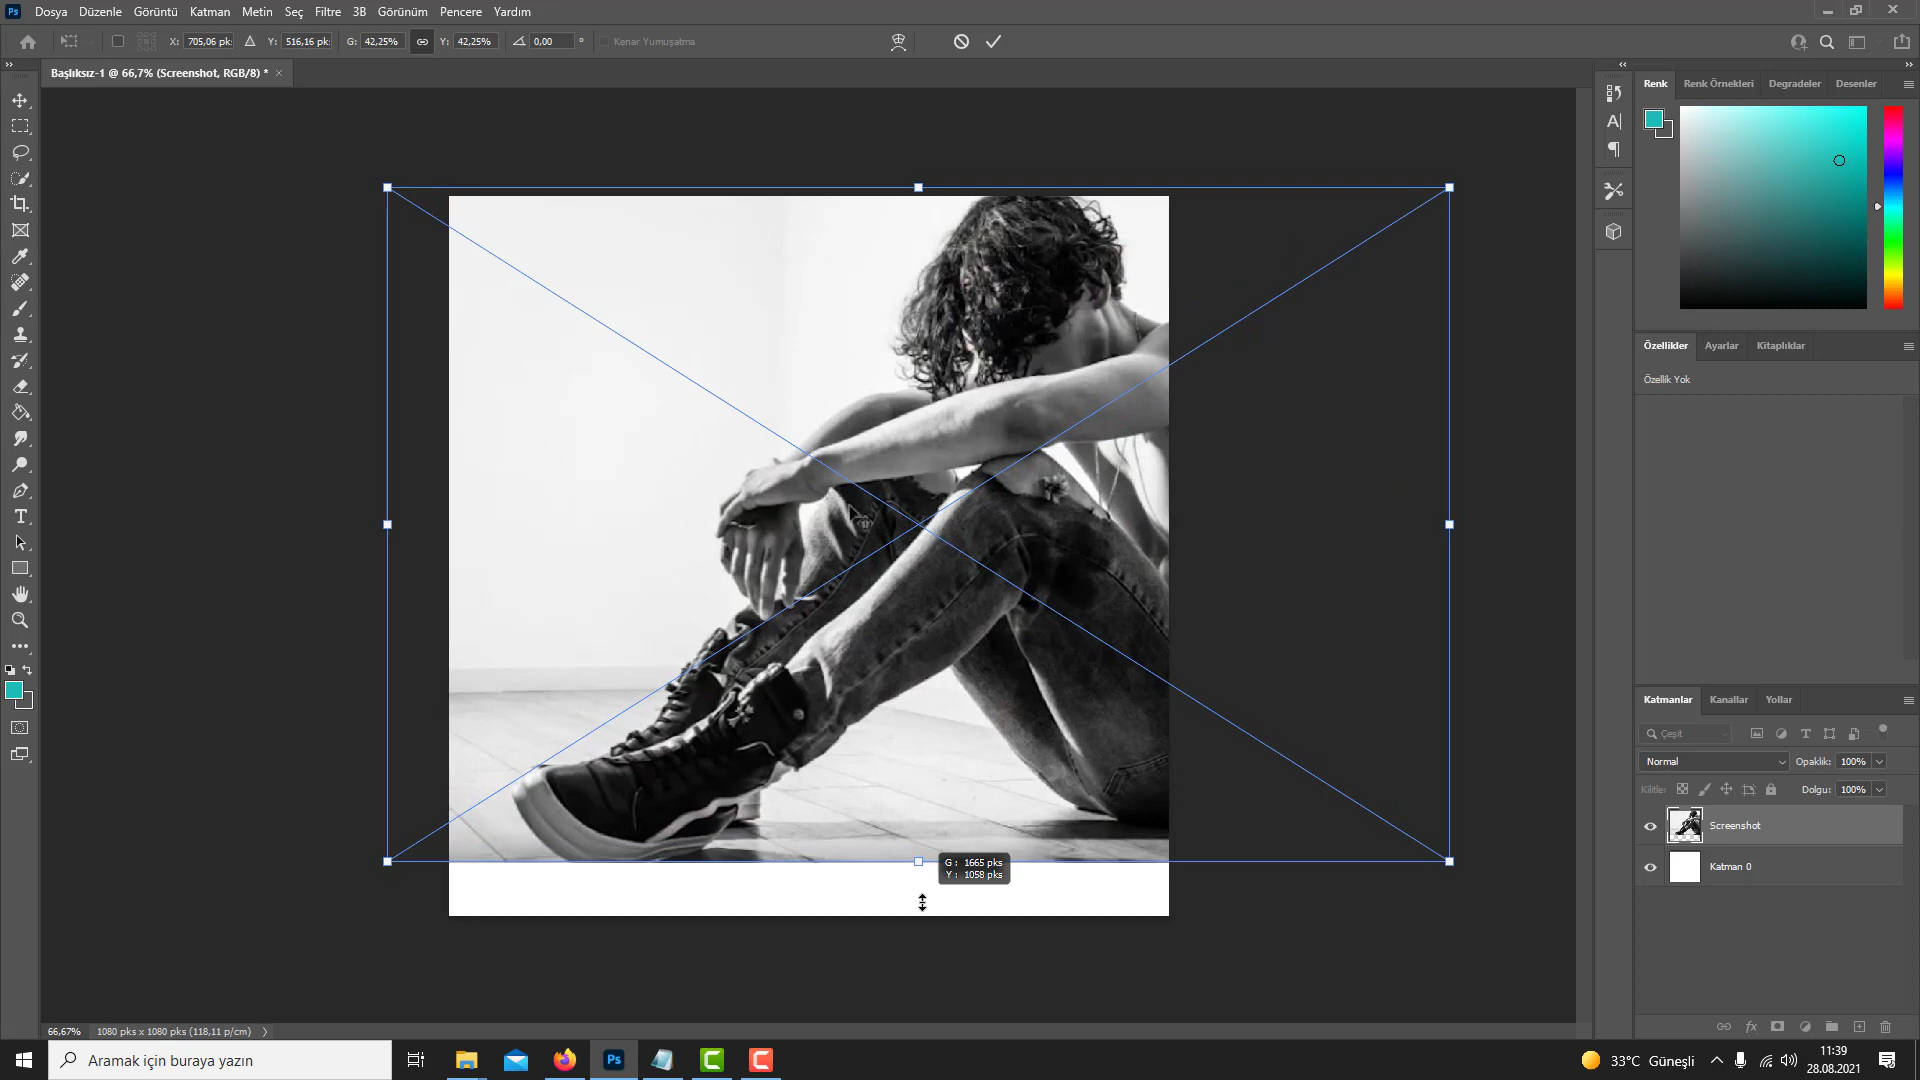 Ps Dosya Düzenle Görüntü Katman Metin Seç Filtre 3B Görünüm Pencere Yardım
X: 705,06 pks Y: 516,16 pks G: 42,25% Y: 42,25% 0,00 ° Kenar Yumuşatma
Başlıksız-1 @ 66,7% (Screenshot, RGB/8) * ×
Renk Renk Örnekleri Degradeler Desenler
Özellikler Ayarlar Kitaplıklar
Özellik Yok
Katmanlar Kanallar Yollar
Çeşit
Normal Opaklık: 100%
Kilitle: Dolgu: 100%
Screenshot
Katman 0
G : 1665 pks
Y : 1058 pks
66,67% 1080 pks x 1080 pks (118,11 p/cm)
Aramak için buraya yazın
Ps
33°C Güneşli
11:39
28.08.2021